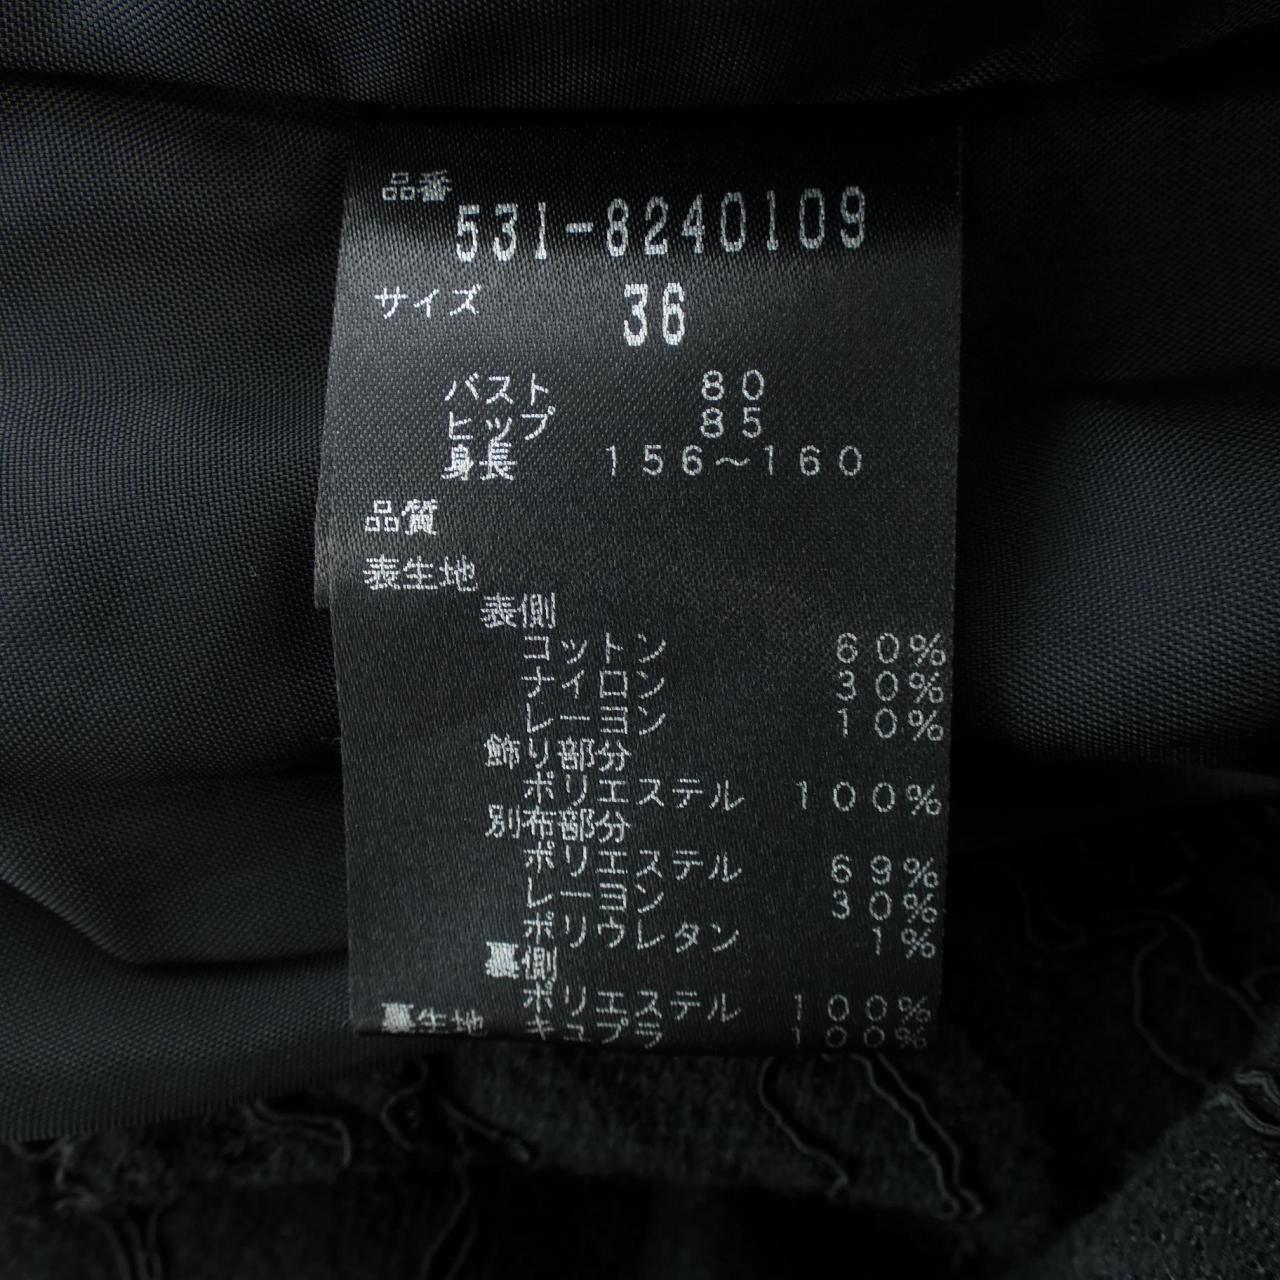 品番
531-8240109
サイズ 36
バスト 80
ヒップ 85
身長 156～160
品質
表生地
表側
コットン 60%
ナイロン 30%
レーヨン 10%
飾り部分
ポリエステル 100%
別布部分
ポリエステル 69%
レーヨン 30%
ポリウレタン 1%
裏側
ポリエステル 100%
裏生地 キュプラ 100%